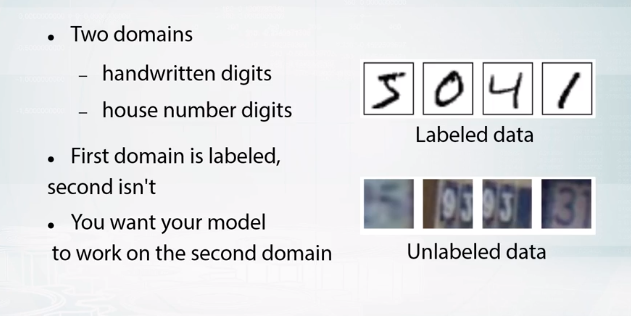 • Two domains
– handwritten digits
– house number digits
• First domain is labeled,
second isn't
• You want your model
to work on the second domain
5 0 4 1
Labeled data
93 93 31
Unlabeled data